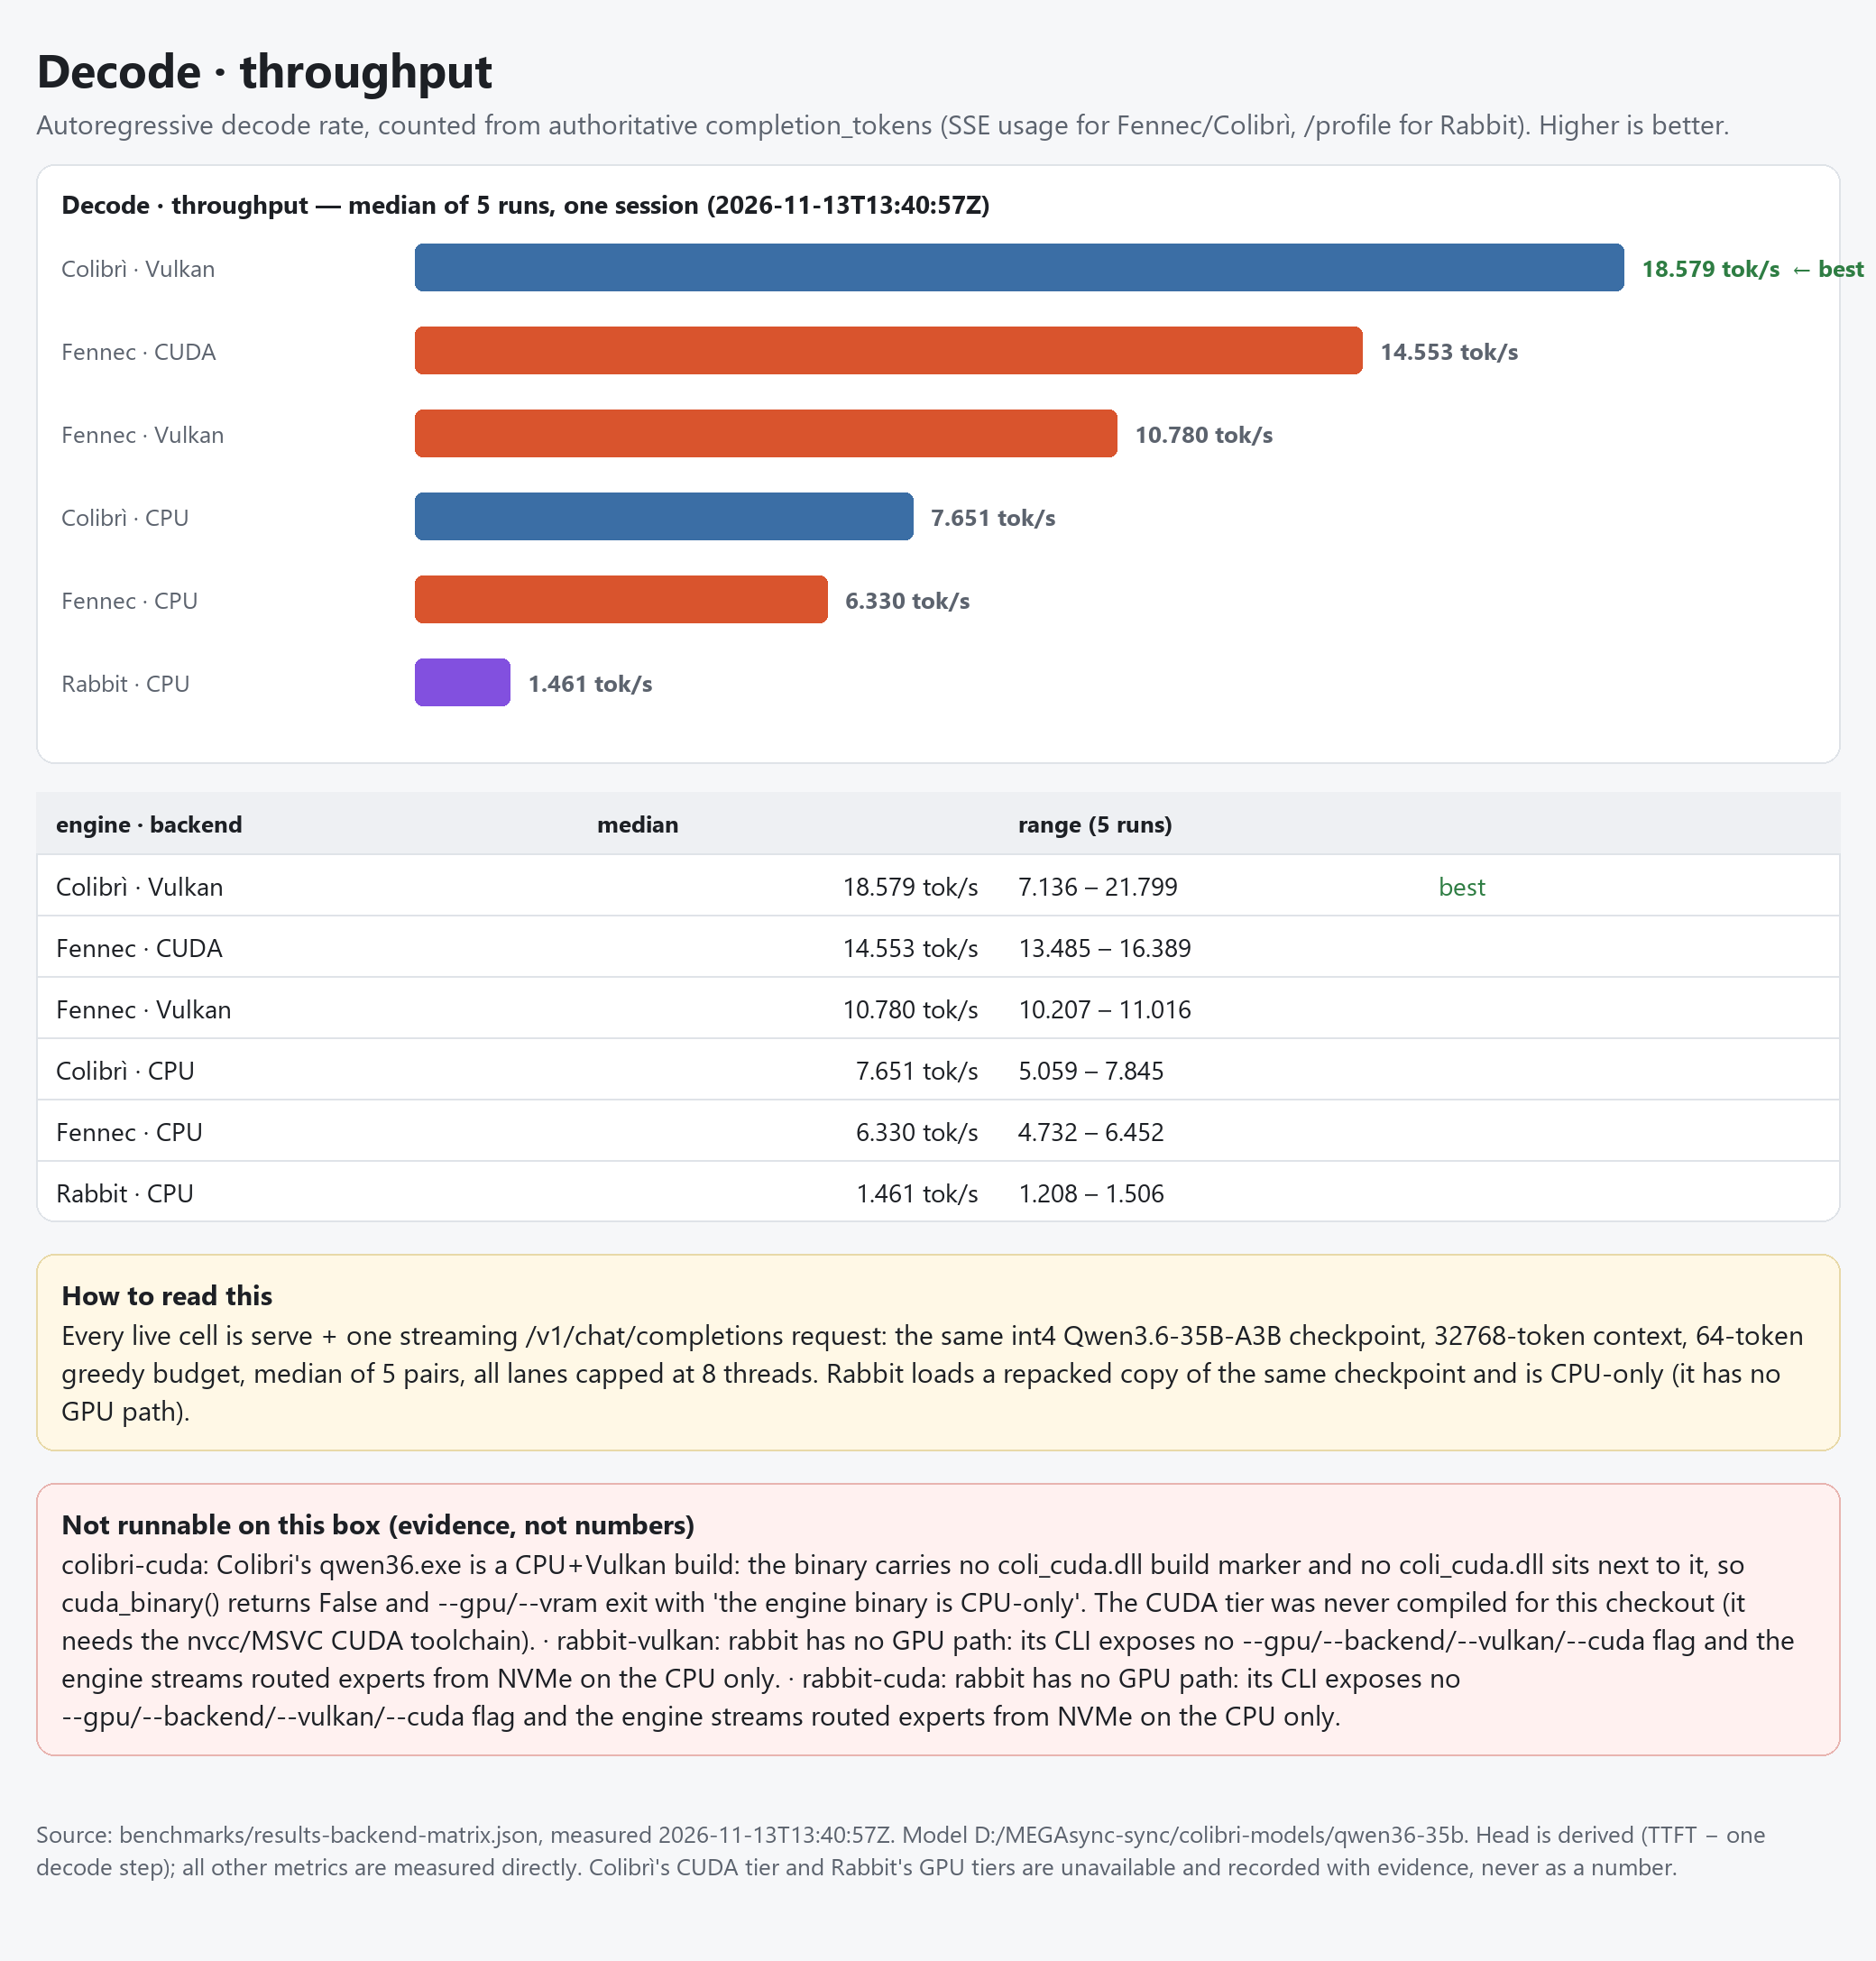 Decode · throughput
Autoregressive decode rate, counted from authoritative completion_tokens (SSE usage for Fennec/Colibrì, /profile for Rabbit). Higher is better.
Decode · throughput — median of 5 runs, one session (2026-11-13T13:40:57Z)
Colibrì · Vulkan 18.579 tok/s ← best
Fennec · CUDA 14.553 tok/s
Fennec · Vulkan 10.780 tok/s
Colibrì · CPU 7.651 tok/s
Fennec · CPU 6.330 tok/s
Rabbit · CPU 1.461 tok/s
engine · backend median range (5 runs)
Colibrì · Vulkan 18.579 tok/s 7.136 – 21.799 best
Fennec · CUDA 14.553 tok/s 13.485 – 16.389
Fennec · Vulkan 10.780 tok/s 10.207 – 11.016
Colibrì · CPU 7.651 tok/s 5.059 – 7.845
Fennec · CPU 6.330 tok/s 4.732 – 6.452
Rabbit · CPU 1.461 tok/s 1.208 – 1.506
How to read this
Every live cell is serve + one streaming /v1/chat/completions request: the same int4 Qwen3.6-35B-A3B checkpoint, 32768-token context, 64-token
greedy budget, median of 5 pairs, all lanes capped at 8 threads. Rabbit loads a repacked copy of the same checkpoint and is CPU-only (it has no
GPU path).
Not runnable on this box (evidence, not numbers)
colibri-cuda: Colibri's qwen36.exe is a CPU+Vulkan build: the binary carries no coli_cuda.dll build marker and no coli_cuda.dll sits next to it, so
cuda_binary() returns False and --gpu/--vram exit with 'the engine binary is CPU-only'. The CUDA tier was never compiled for this checkout (it
needs the nvcc/MSVC CUDA toolchain). · rabbit-vulkan: rabbit has no GPU path: its CLI exposes no --gpu/--backend/--vulkan/--cuda flag and the
engine streams routed experts from NVMe on the CPU only. · rabbit-cuda: rabbit has no GPU path: its CLI exposes no
--gpu/--backend/--vulkan/--cuda flag and the engine streams routed experts from NVMe on the CPU only.
Source: benchmarks/results-backend-matrix.json, measured 2026-11-13T13:40:57Z. Model D:/MEGAsync-sync/colibri-models/qwen36-35b. Head is derived (TTFT − one
decode step); all other metrics are measured directly. Colibrì's CUDA tier and Rabbit's GPU tiers are unavailable and recorded with evidence, never as a number.